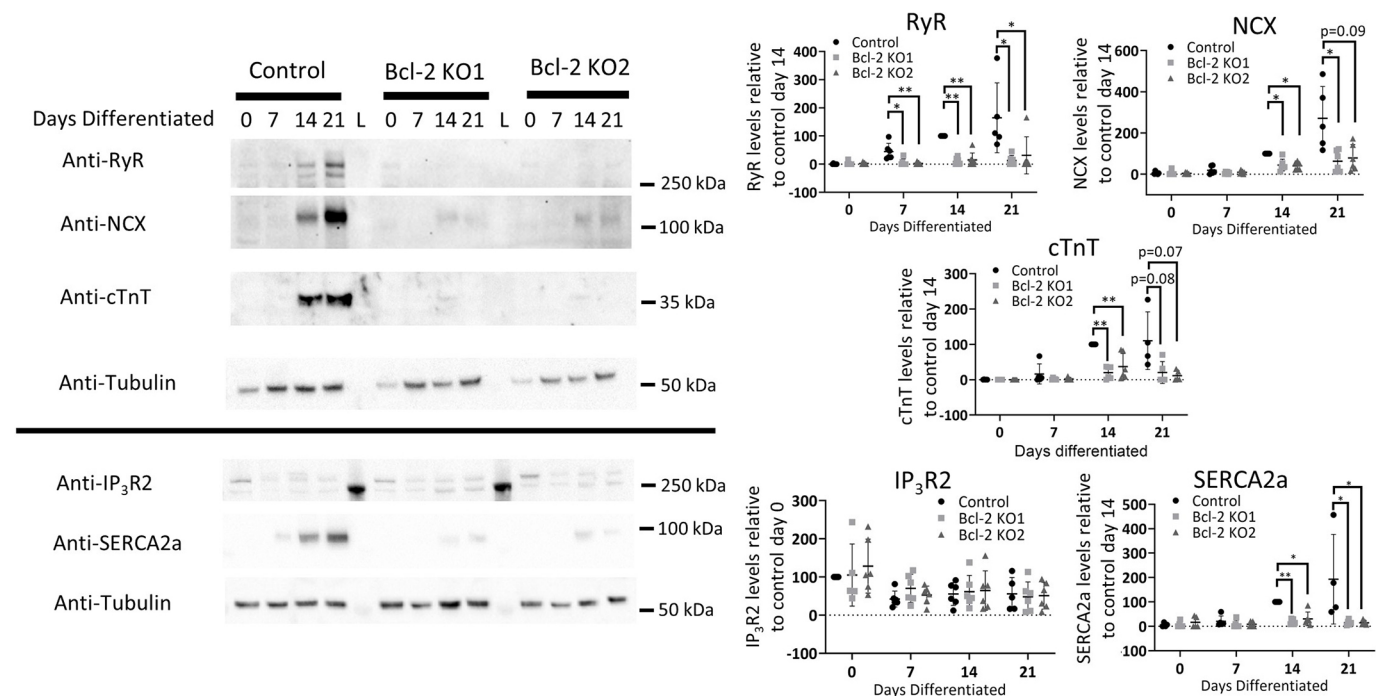 Control Bcl-2 KO1 Bcl-2 KO2
Days Differentiated 0 7 14 21 L 0 7 14 21 L 0 7 14 21
Anti-RyR
250 kDa
Anti-NCX
100 kDa
Anti-cTnT
35 kDa
Anti-Tubulin
50 kDa
Anti-IP3R2
250 kDa
100 kDa
Anti-SERCA2a
Anti-Tubulin
50 kDa
RyR
RyR levels relative
to control day 14
Control
Bcl-2 KO1
Bcl-2 KO2
400
300
200
100
0
-100
* ** ** ** * *
0 7 14 21
Days Differentiated
NCX
NCX levels relative
to control day 14
Control
Bcl-2 KO1
Bcl-2 KO2
600
400
200
0
* * * p=0.09
0 7 14 21
Days Differentiated
cTnT
cTnT levels relative
to control day 14
Control
Bcl-2 KO1
Bcl-2 KO2
300
200
100
0
-100
** ** p=0.08 p=0.07
0 7 14 21
Days differentiated
IP3R2
IP3R2 levels relative
to control day 0
Control
Bcl-2 KO1
Bcl-2 KO2
300
200
100
0
-100
0 7 14 21
Days Differentiated
SERCA2a
SERCA2a levels relative
to control day 14
Control
Bcl-2 KO1
Bcl-2 KO2
500
400
300
200
100
0
100
** * * *
0 7 14 21
Days Differentiated